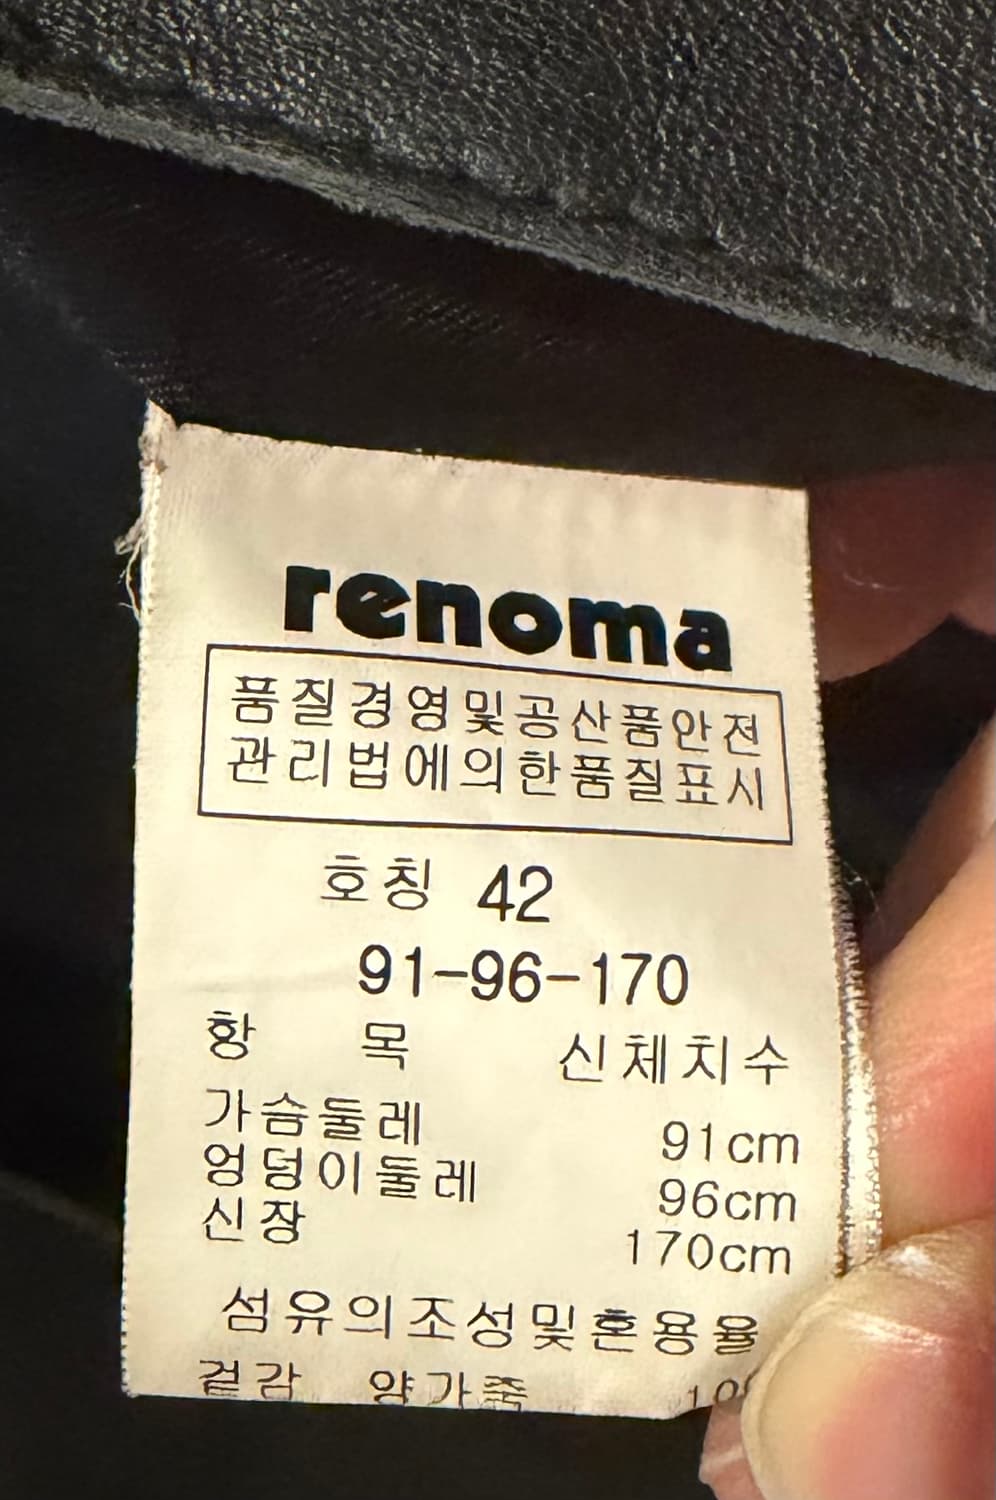 renoma
품질경영및공산품안전
관리법에의한품질표시
호칭 42
91-96-170
항 목 신체치수
가슴둘레 91cm
엉덩이둘레 96cm
신장 170cm
섬유의조성및혼용율
겉감 양가죽